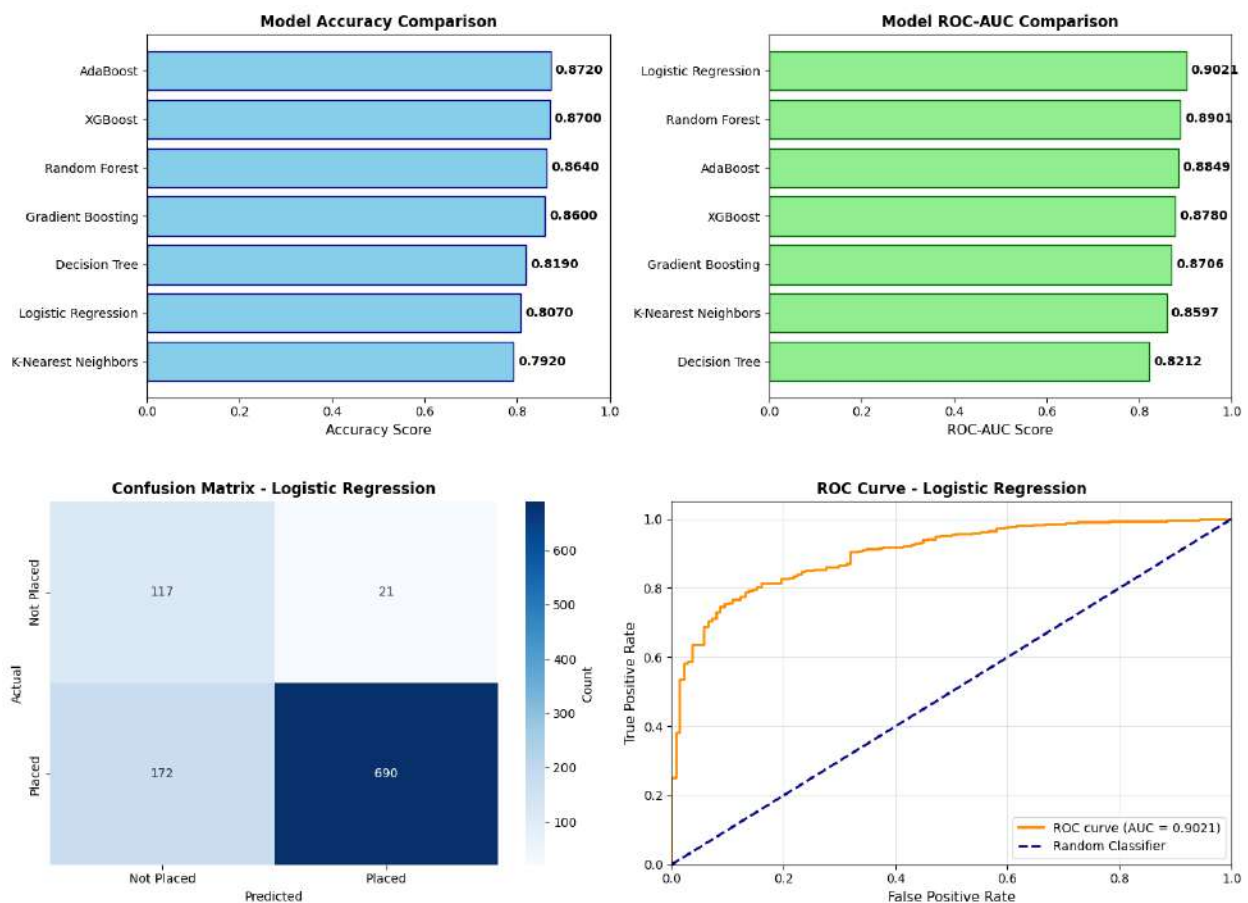 Model Accuracy Comparison
AdaBoost
0.8720
XGBoost
0.8700
Random Forest
0.8640
Gradient Boosting
0.8600
Decision Tree
0.8190
Logistic Regression
0.8070
K-Nearest Neighbors
0.7920
0.0 0.2 0.4 0.6 0.8 1.0
Accuracy Score
Model ROC-AUC Comparison
Logistic Regression
0.9021
Random Forest
0.8901
AdaBoost
0.8849
XGBoost
0.8780
Gradient Boosting
0.8706
K-Nearest Neighbors
0.8597
Decision Tree
0.8212
0.0 0.2 0.4 0.6 0.8 1.0
ROC-AUC Score
Confusion Matrix - Logistic Regression
Actual
Not Placed
117 21
Placed
172 690
Not Placed Placed
Predicted
600
500
400
300
200
100
Count
ROC Curve - Logistic Regression
True Positive Rate
1.0
0.8
0.6
0.4
0.2
0.0
ROC curve (AUC = 0.9021)
Random Classifier
0.0 0.2 0.4 0.6 0.8 1.0
False Positive Rate